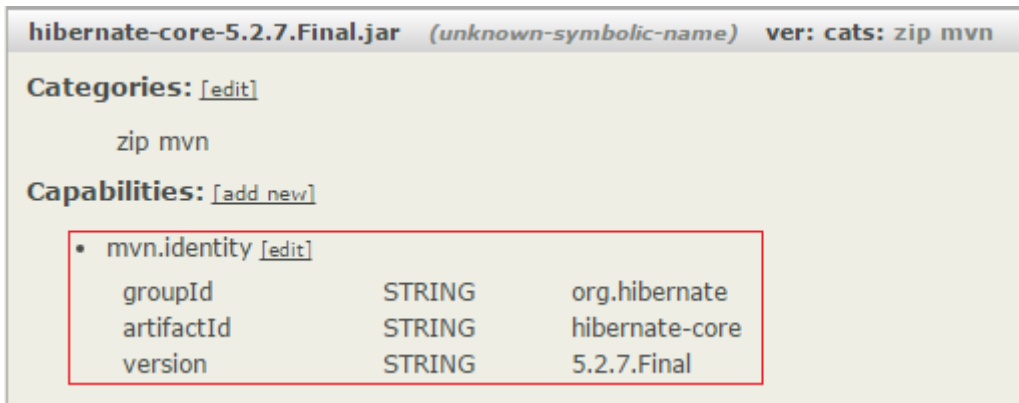 hibernate-core-5.2.7.Final.jar (unknown-symbolic-name) ver: cats: zip mvn
Categories: [edit]
zip mvn
Capabilities: [add new]
• mvn.identity [edit]
groupId STRING org.hibernate
artifactId STRING hibernate-core
version STRING 5.2.7.Final